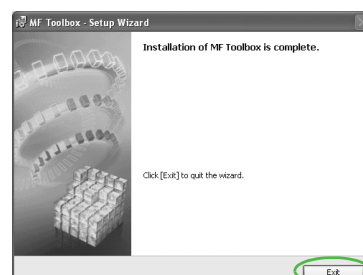 MF Toolbox - Setup Wizard
Installation of MF Toolbox is complete.
Click [Exit] to quit the wizard.
Exit